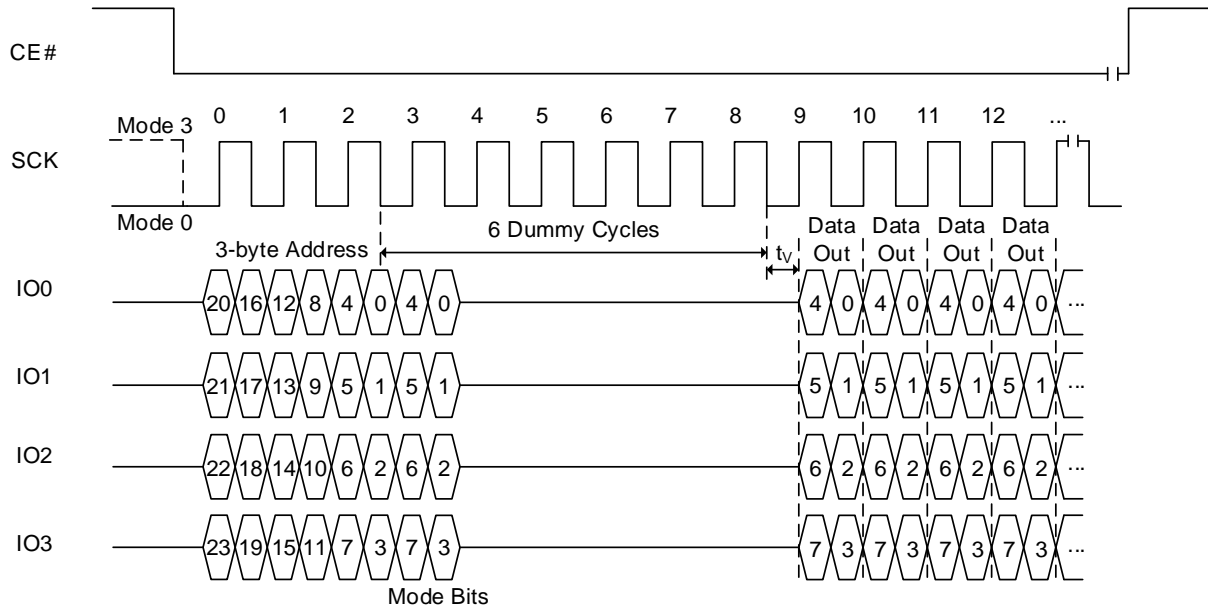 CE#
0 1 2 3 4 5 6 7 8 9 10 11 12 ...
Mode 3
SCK
Mode 0
6 Dummy Cycles
Data Out Data Out Data Out Data Out
3-byte Address
tV
IO0 20 16 12 8 4 0 4 0 4 0 4 0 4 0 4 0 ...
IO1 21 17 13 9 5 1 5 1 5 1 5 1 5 1 5 1 ...
IO2 22 18 14 10 6 2 6 2 6 2 6 2 6 2 6 2 ...
IO3 23 19 15 11 7 3 7 3 7 3 7 3 7 3 7 3 ...
Mode Bits